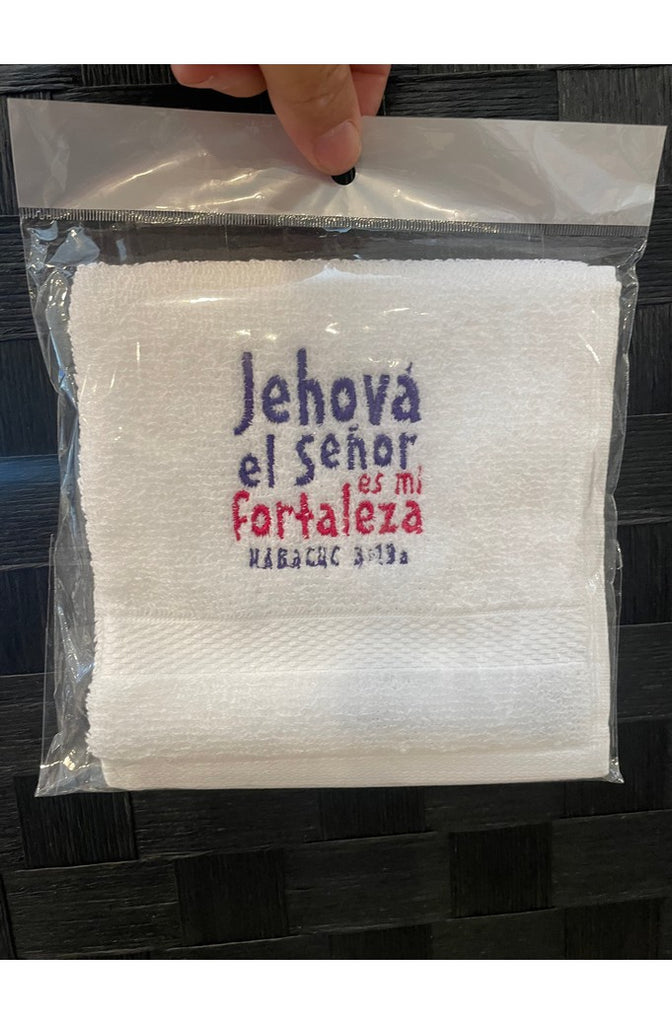 Jehová
el señor
es mi
fortaleza
HABACUC 3:19a